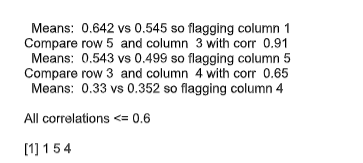 Means: 0.642 vs 0.545 so flagging column 1
Compare row 5 and column 3 with corr 0.91
Means: 0.543 vs 0.499 so flagging column 5
Compare row 3 and column 4 with corr 0.65
Means: 0.33 vs 0.352 so flagging column 4
All correlations <= 0.6
[1] 1 5 4